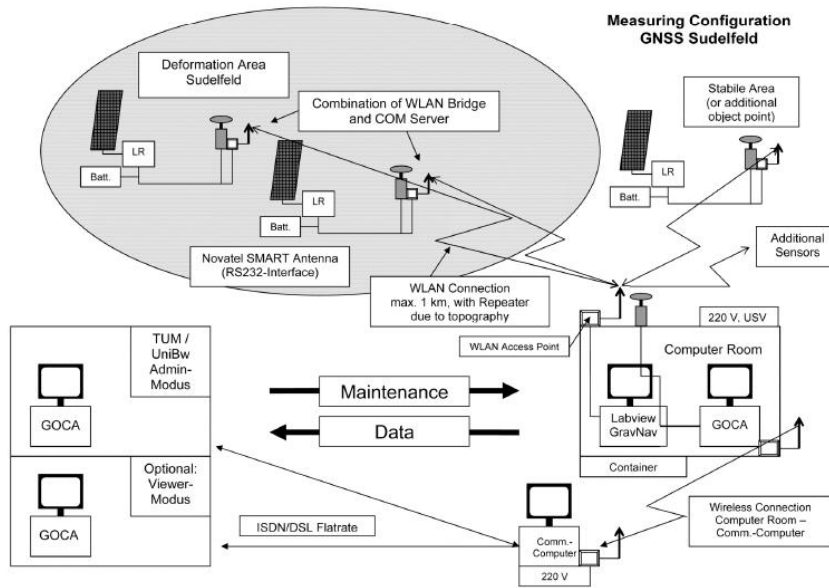 Measuring Configuration
GNSS Sudelfeld
Deformation Area
Sudelfeld
Combination of WLAN Bridge
and COM Server
Stabile Area
(or additional
object point)
LR
Batt.
LR
Batt.
LR
Batt.
Novatel SMART Antenna
(RS232-Interface)
WLAN Connection
max. 1 km, with Repeater
due to topography
Additional
Sensors
WLAN Access Point
220 V, USV
Computer Room
Labview
GravNav
GOCA
Container
TUM /
UniBw
Admin-
Modus
GOCA
Maintenance
Data
Optional:
Viewer-
Modus
GOCA
ISDN/DSL Flatrate
Comm.-
Computer
220 V
Wireless Connection
Computer Room –
Comm.-Computer